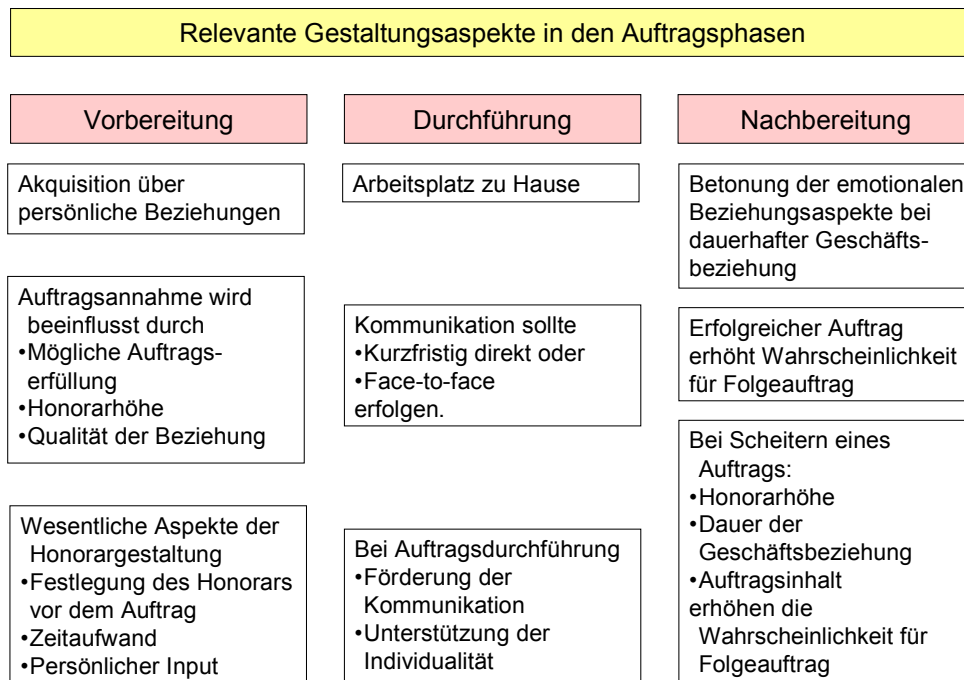 Relevante Gestaltungsaspekte in den Auftragsphasen
Vorbereitung
Akquisition über
persönliche Beziehungen
Auftragsannahme wird
beeinflusst durch
•Mögliche Auftrags-
erfüllung
•Honorarhöhe
•Qualität der Beziehung
Wesentliche Aspekte der
Honorargestaltung
•Festlegung des Honorars
vor dem Auftrag
•Zeitaufwand
•Persönlicher Input
Durchführung
Arbeitsplatz zu Hause
Kommunikation sollte
•Kurzfristig direkt oder
•Face-to-face
erfolgen.
Bei Auftragsdurchführung
•Förderung der
Kommunikation
•Unterstützung der
Individualität
Nachbereitung
Betonung der emotionalen
Beziehungsaspekte bei
dauerhafter Geschäfts-
beziehung
Erfolgreicher Auftrag
erhöht Wahrscheinlichkeit
für Folgeauftrag
Bei Scheitern eines
Auftrags:
•Honorarhöhe
•Dauer der
Geschäftsbeziehung
•Auftragsinhalt
erhöhen die
Wahrscheinlichkeit für
Folgeauftrag